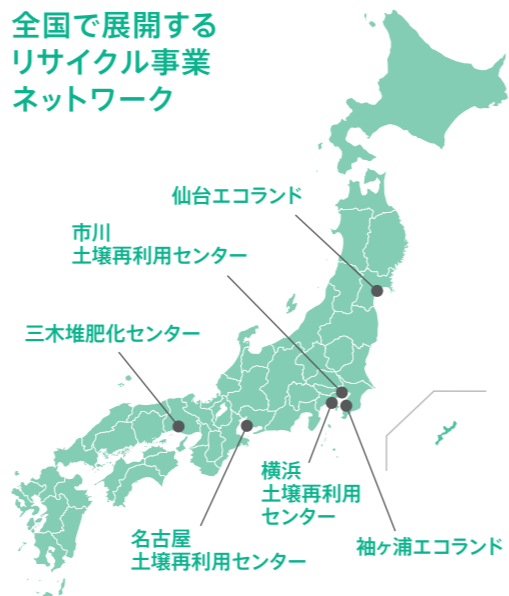 全国で展開する
リサイクル事業
ネットワーク
仙台エコランド
市川
土壌再利用センター
三木堆肥化センター
横浜
土壌再利用
センター
名古屋
土壌再利用センター
袖ヶ浦エコランド